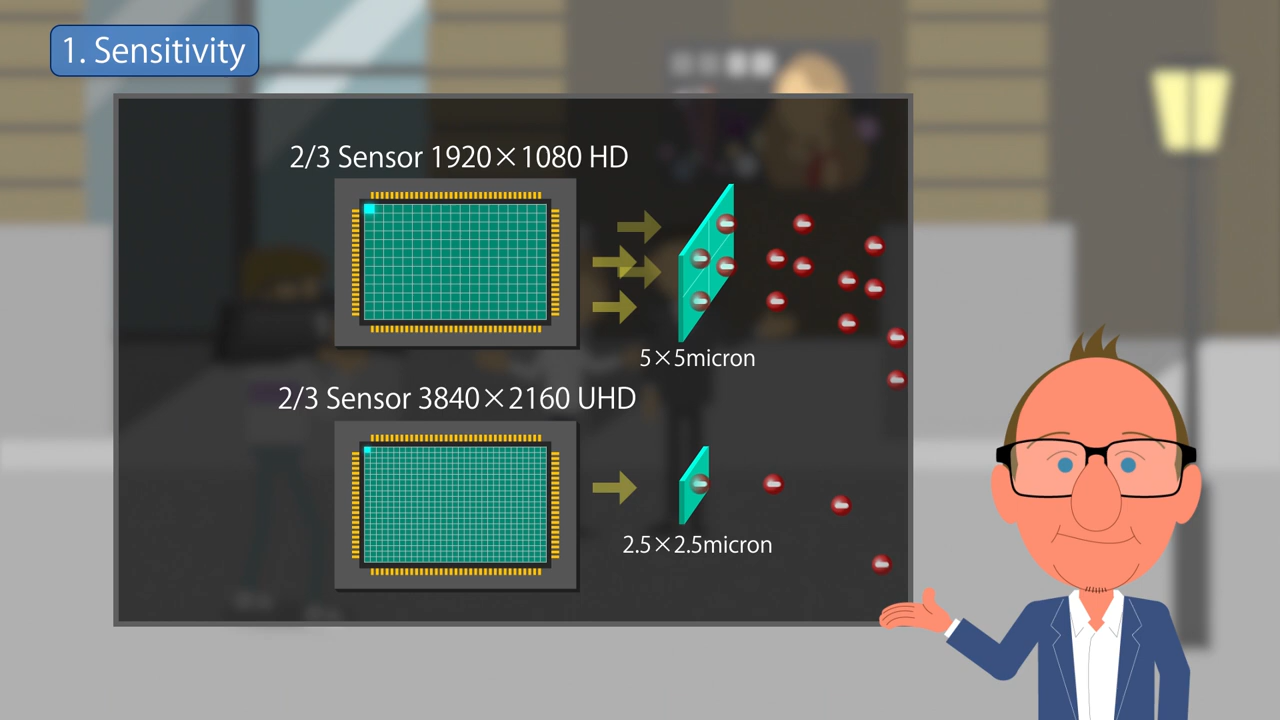 1. Sensitivity
2/3 Sensor 1920×1080 HD
5×5micron
2/3 Sensor 3840×2160 UHD
2.5×2.5micron